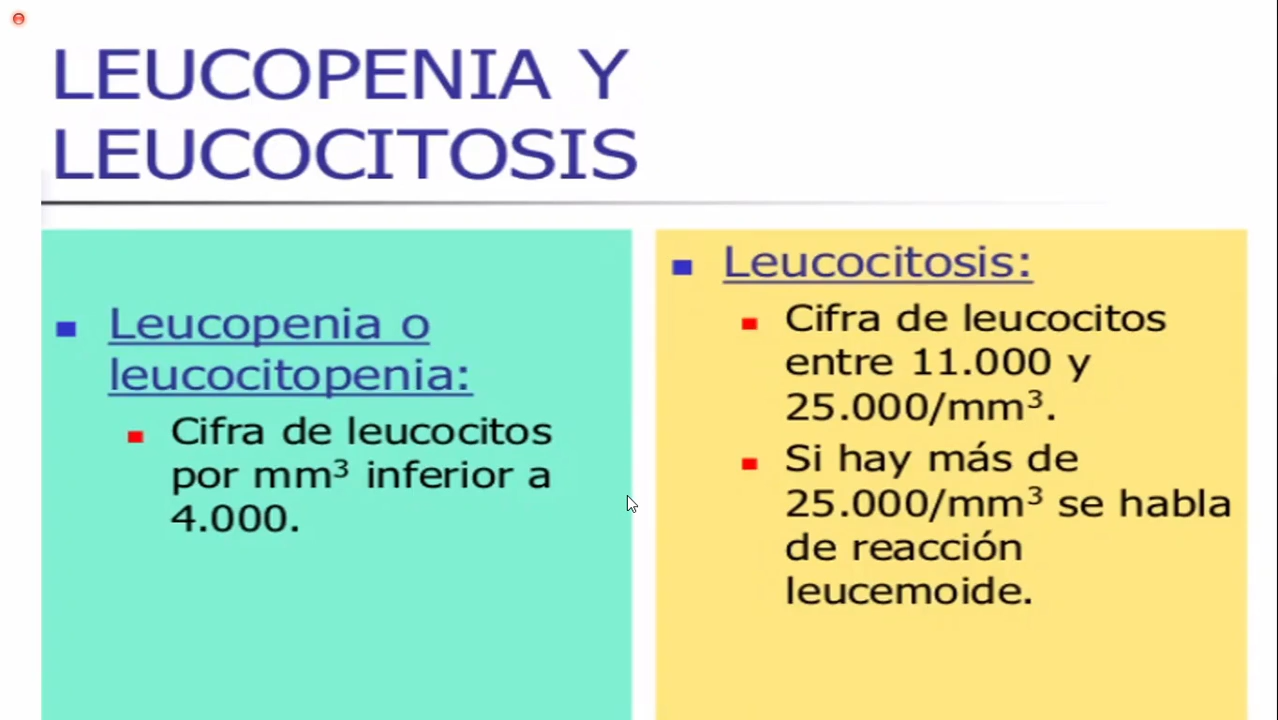 LEUCOPENIA Y
LEUCOCITOSIS
Leucopenia o
leucocitopenia:
Cifra de leucocitos
por mm³ inferior a
4.000.
Leucocitosis:
Cifra de leucocitos
entre 11.000 y
25.000/mm³.
Si hay más de
25.000/mm³ se habla
de reacción
leucemoide.